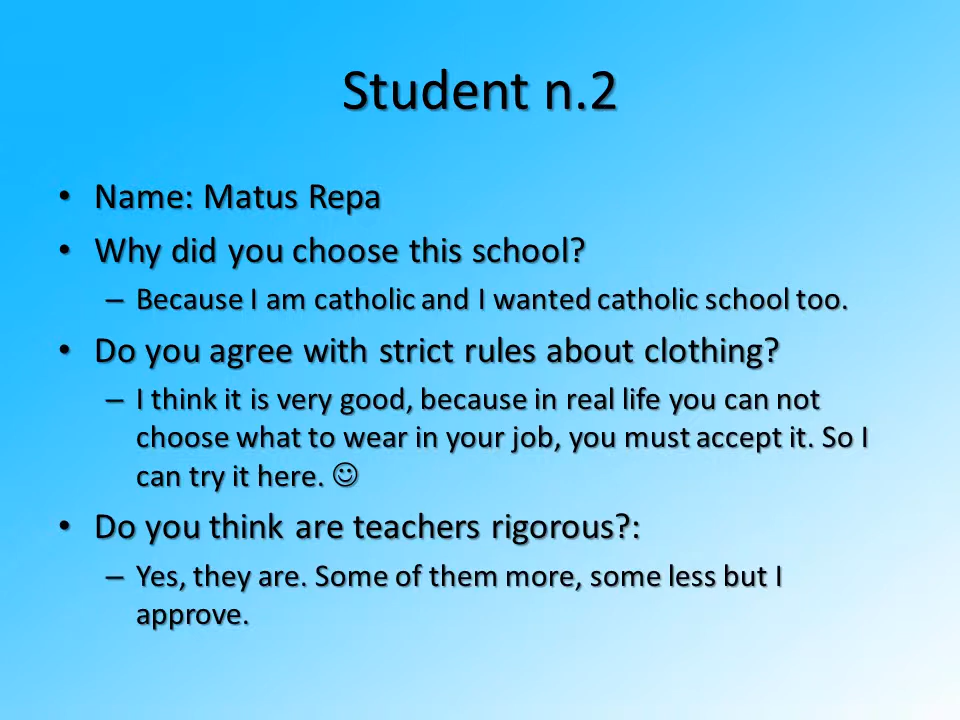 Student n.2
• Name: Matus Repa
• Why did you choose this school?
– Because I am catholic and I wanted catholic school too.
• Do you agree with strict rules about clothing?
– I think it is very good, because in real life you can not
choose what to wear in your job, you must accept it. So I
can try it here. ☺
• Do you think are teachers rigorous?:
– Yes, they are. Some of them more, some less but I
approve.